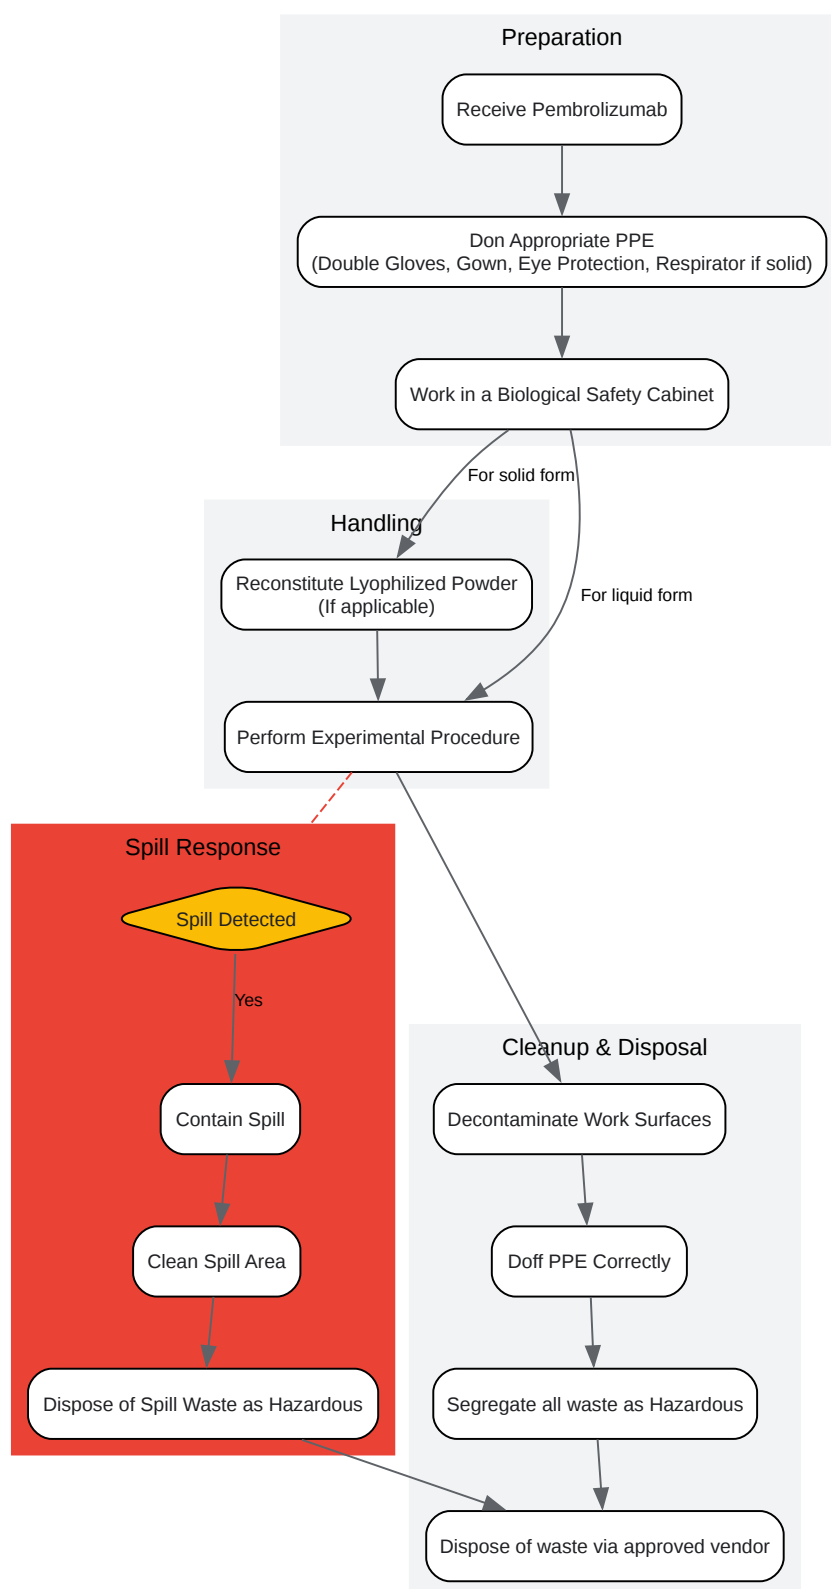 Preparation
Receive Pembrolizumab
Don Appropriate PPE
(Double Gloves, Gown, Eye Protection, Respirator if solid)
Work in a Biological Safety Cabinet
For solid form
Handling
Reconstitute Lyophilized Powder
(If applicable)
For liquid form
Perform Experimental Procedure
Spill Response
Spill Detected
Yes
Contain Spill
Clean Spill Area
Dispose of Spill Waste as Hazardous
Cleanup & Disposal
Decontaminate Work Surfaces
Doff PPE Correctly
Segregate all waste as Hazardous
Dispose of waste via approved vendor